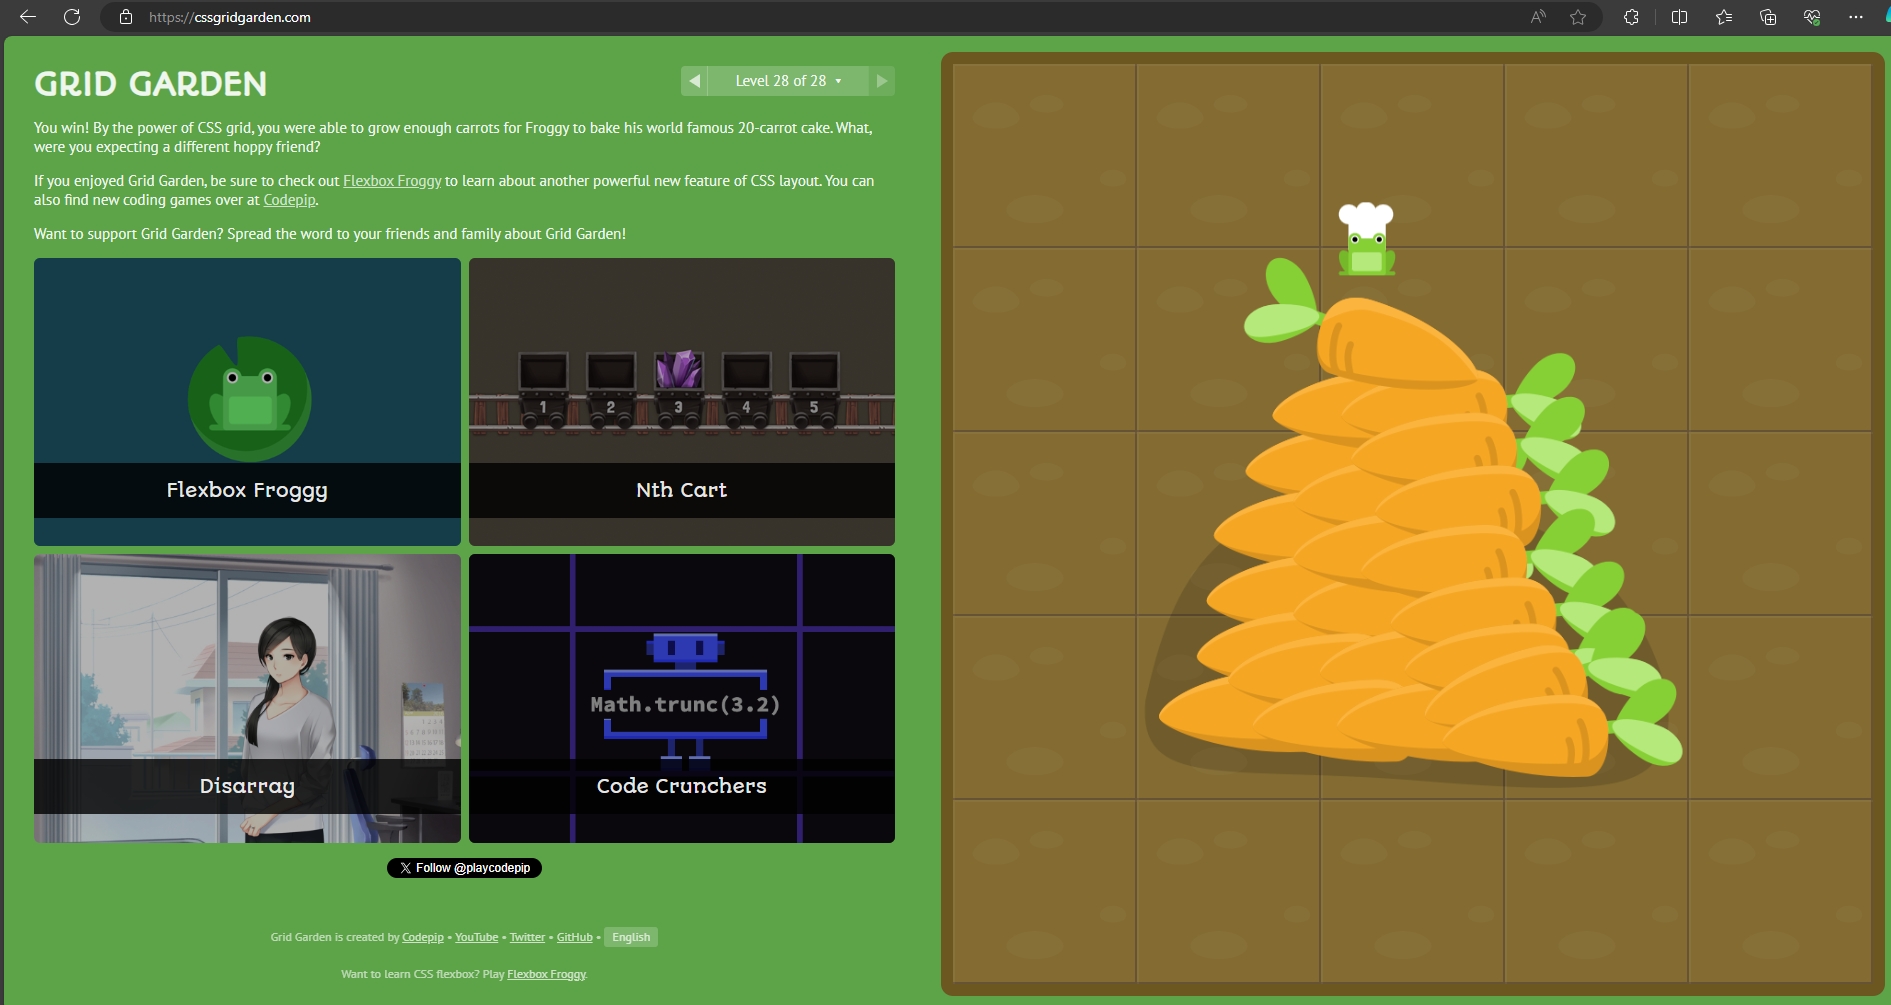 https://cssgridgarden.com
GRID GARDEN
Level 28 of 28
You win! By the power of CSS grid, you were able to grow enough carrots for Froggy to bake his world famous 20-carrot cake. What,
were you expecting a different hoppy friend?
If you enjoyed Grid Garden, be sure to check out Flexbox Froggy to learn about another powerful new feature of CSS layout. You can
also find new coding games over at Codepip.
Want to support Grid Garden? Spread the word to your friends and family about Grid Garden!
1 2 3 4 5
Flexbox Froggy
Nth Cart
Math.trunc(3.2)
Disarray
Code Crunchers
Follow @playcodepip
Grid Garden is created by Codepip • YouTube • Twitter • GitHub • English
Want to learn CSS flexbox? Play Flexbox Froggy.